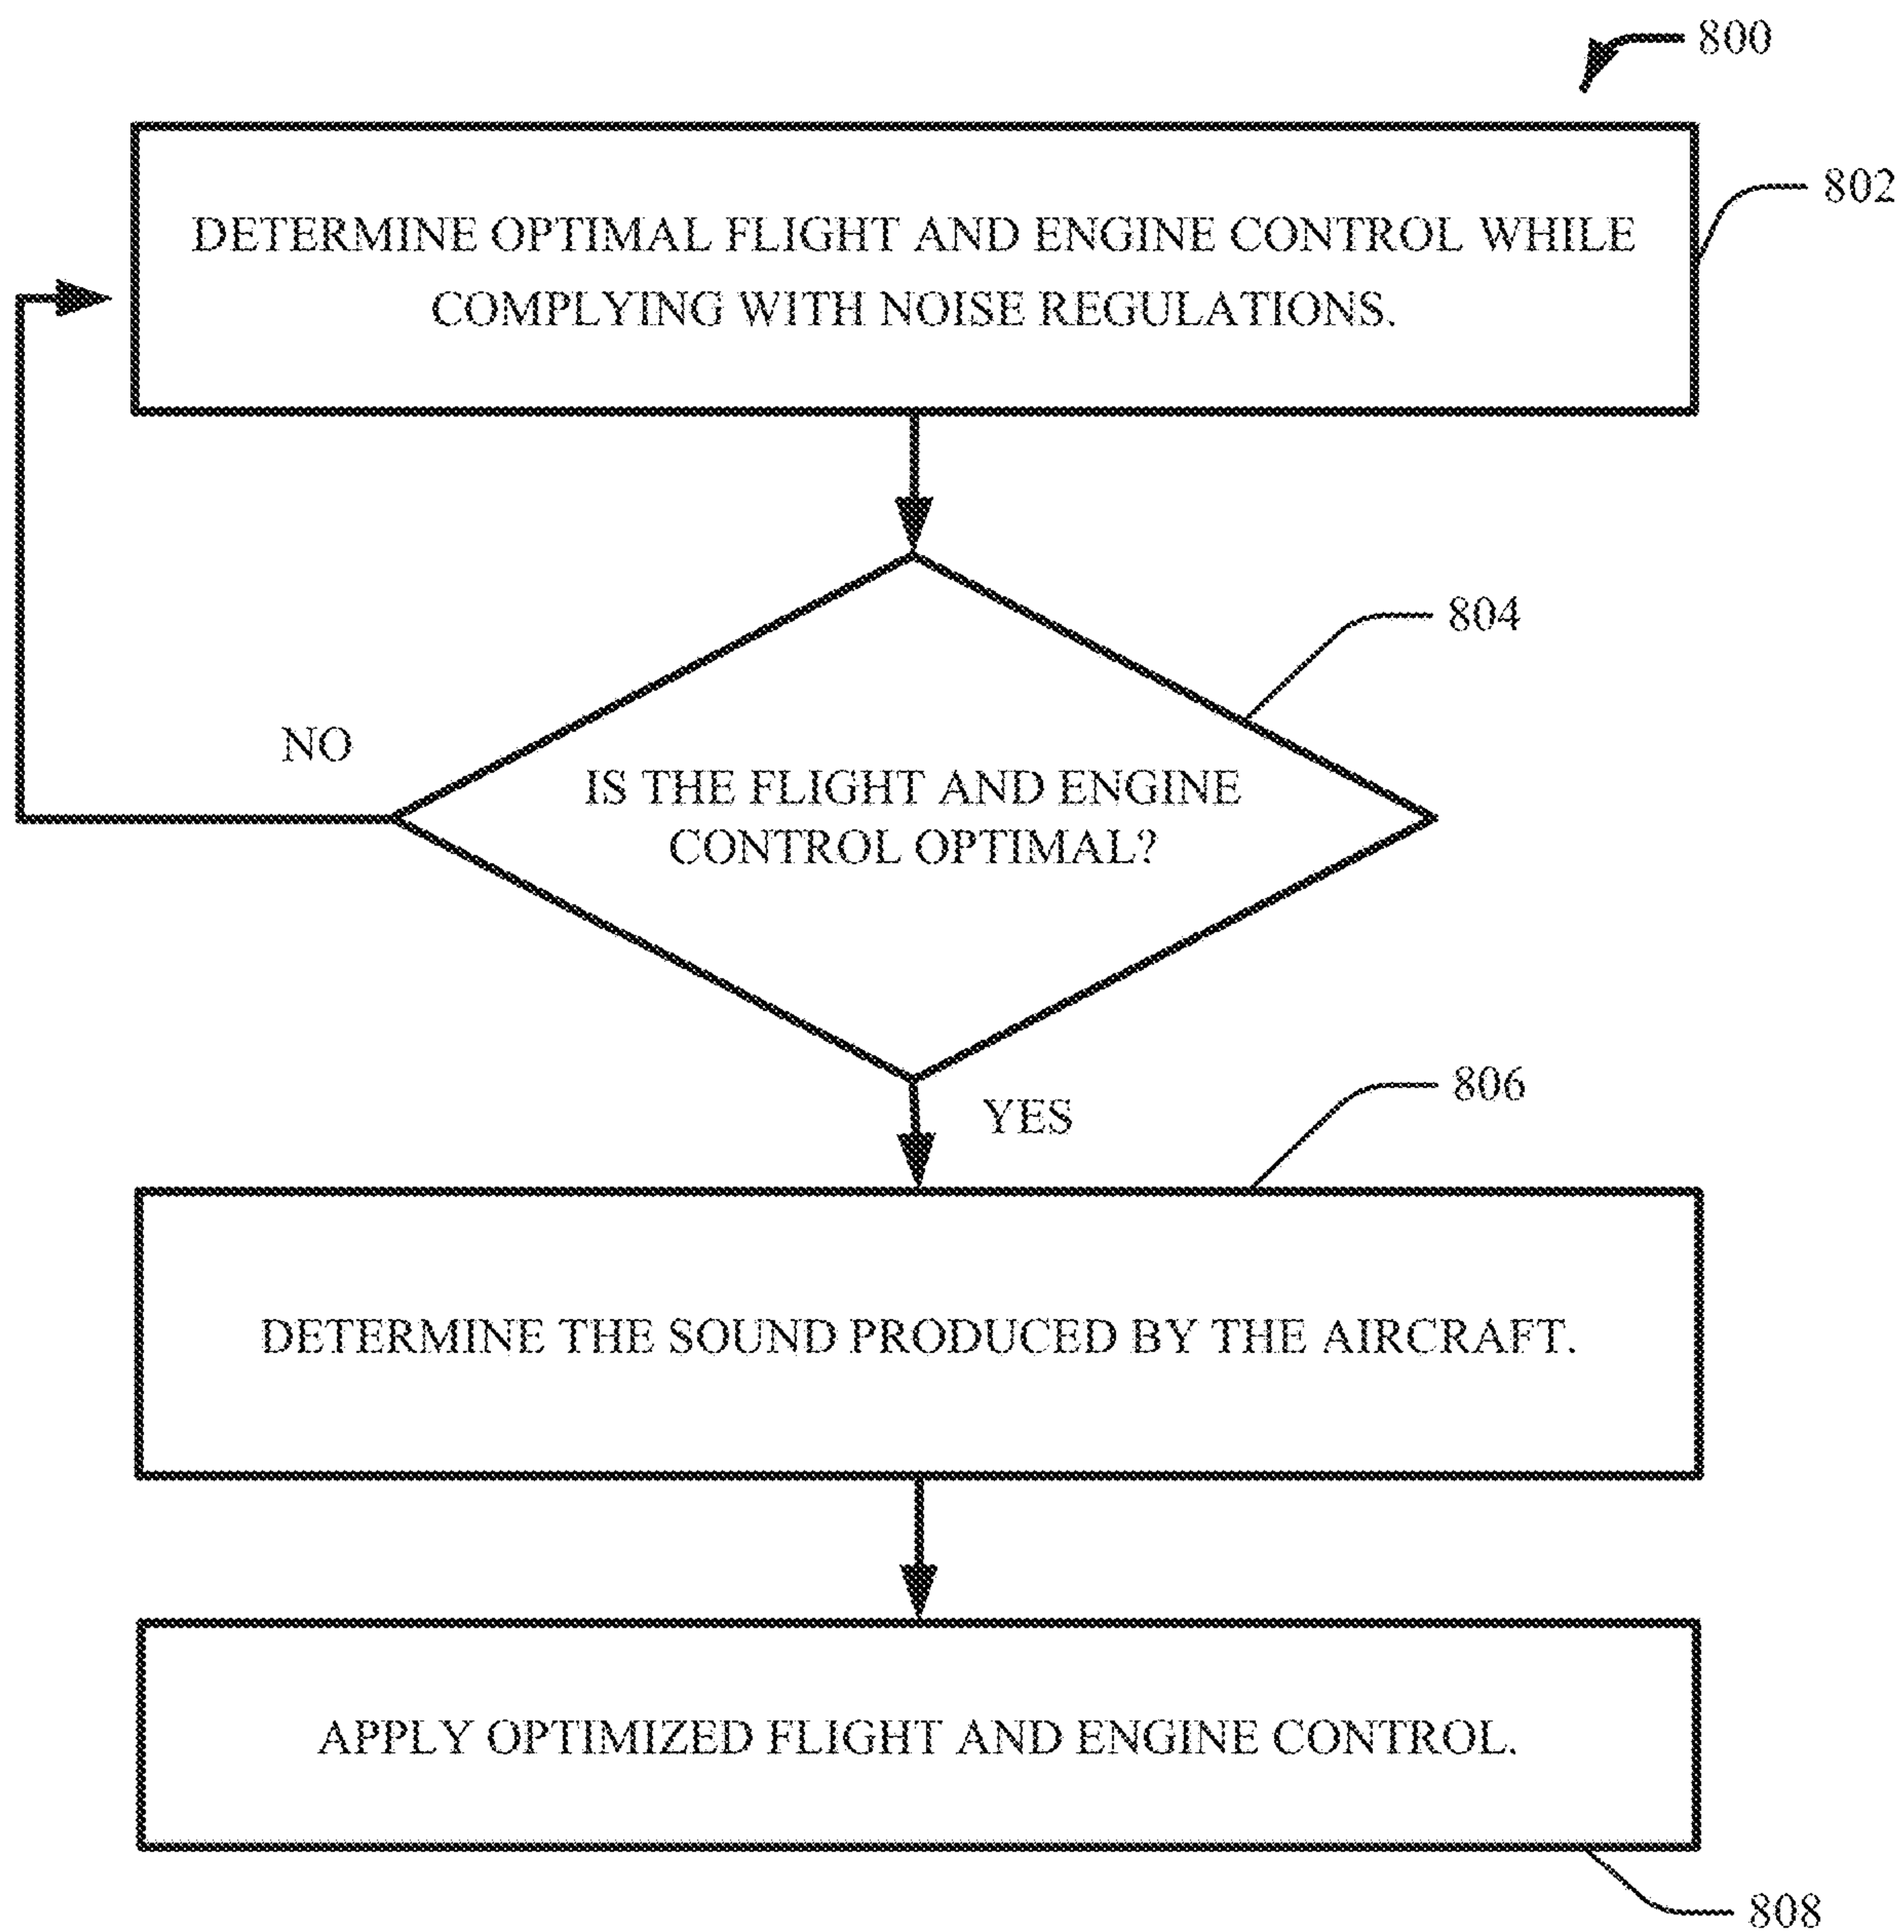 800
DETERMINE OPTIMAL FLIGHT AND ENGINE CONTROL WHILE
COMPLYING WITH NOISE REGULATIONS.
802
804
NO
IS THE FLIGHT AND ENGINE
CONTROL OPTIMAL?
YES
806
DETERMINE THE SOUND PRODUCED BY THE AIRCRAFT.
APPLY OPTIMIZED FLIGHT AND ENGINE CONTROL.
808